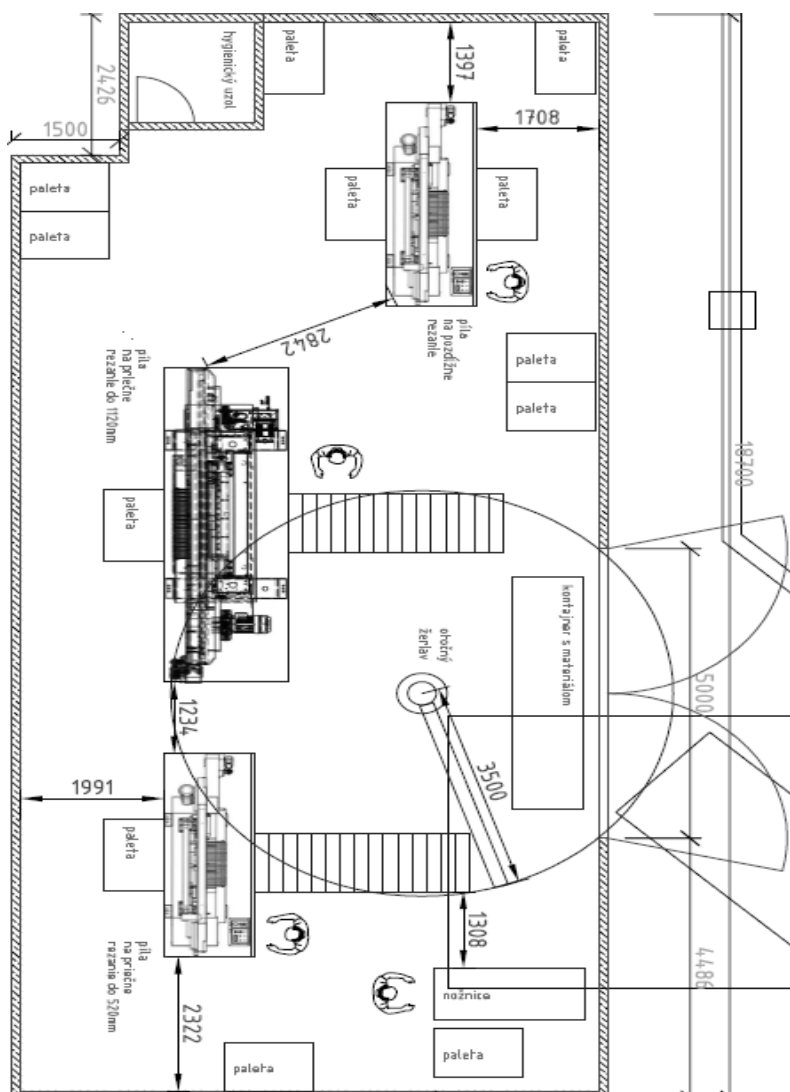 hygienický uzol
paleta
paleta
1397
2426
1500
1708
paleta
paleta
paleta
paleta
2842
píla
na pozdĺžne
rezanie
píla
na priečne
rezanie do 1120mm
paleta
paleta
18700
paleta
kontajner s materiálom
otočný
žeriav
5000
1234
3500
1991
paleta
1308
4486
píla
na priečne
rezanie do 520mm
2322
nožnice
paleta
paleta